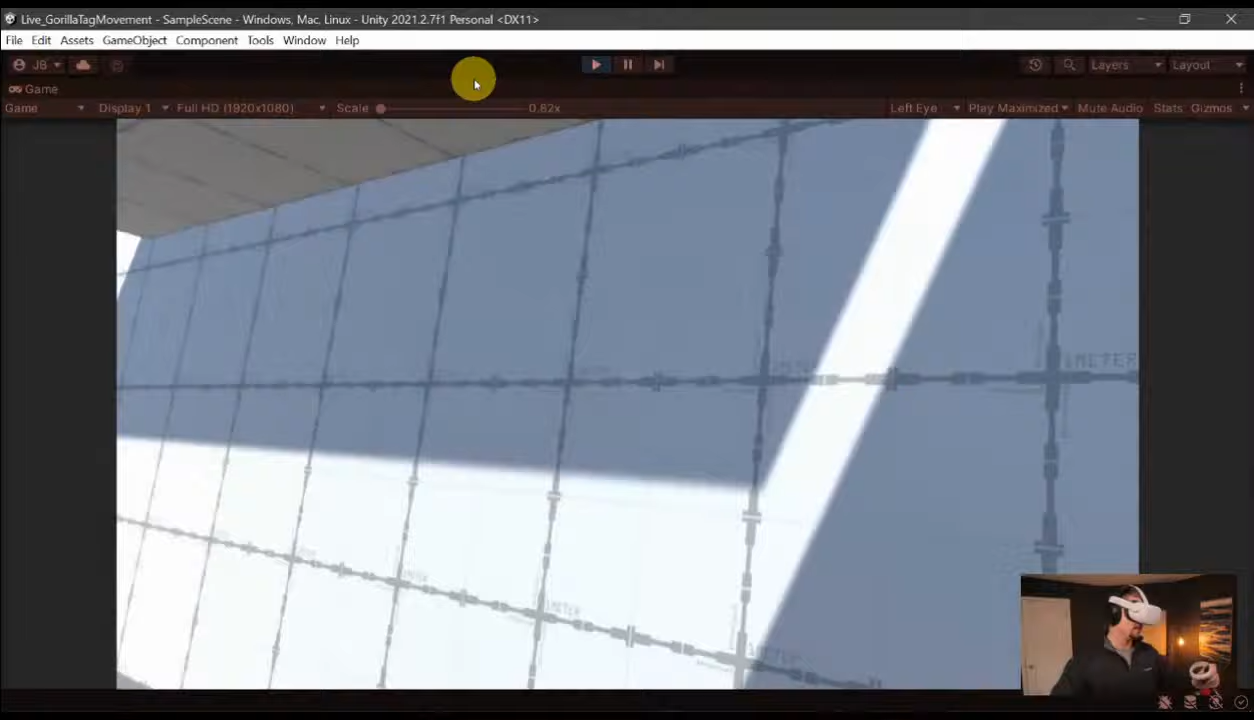 Live_GorillaTagMovement - SampleScene - Windows, Mac, Linux - Unity 2021.2.7f1 Personal <DX11>
File Edit Assets GameObject Component Tools Window Help
JB Layers Layout
Game
Game Display 1 Full HD (1920x1080) Scale 0.62x Left Eye Play Maximized Mute Audio Stats Gizmos
1METER